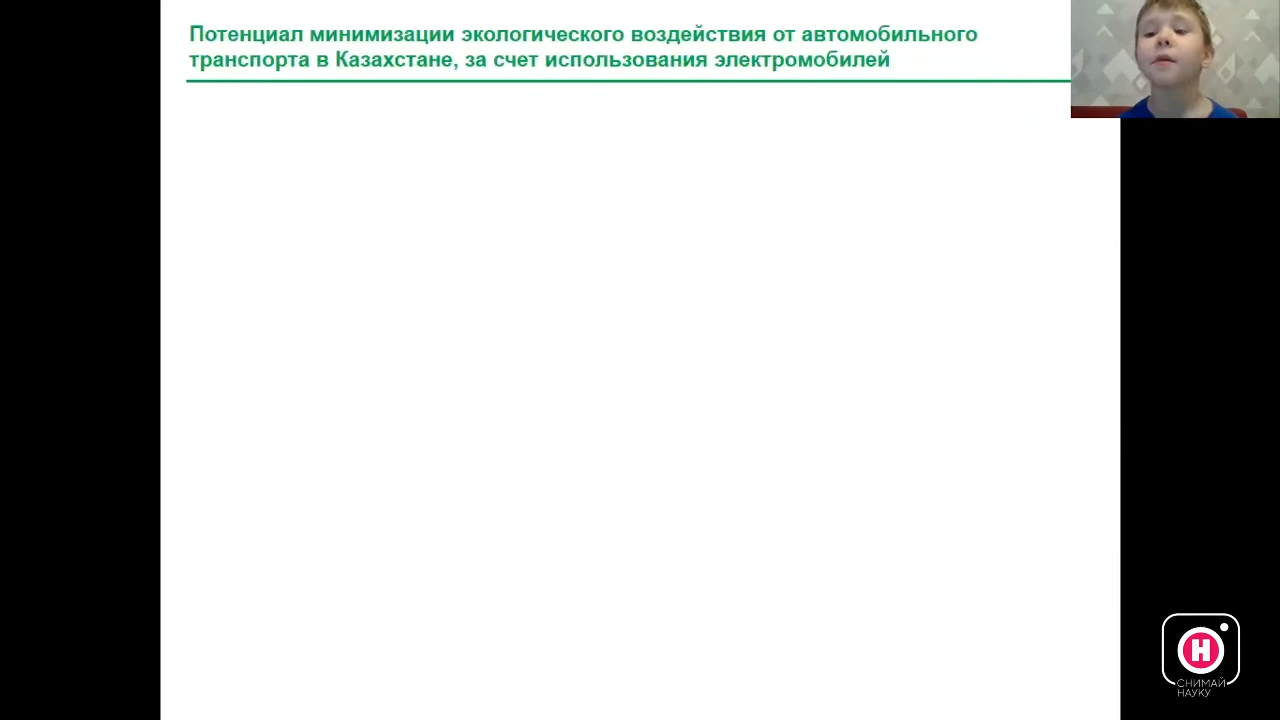 Потенциал минимизации экологического воздействия от автомобильного
транспорта в Казахстане, за счет использования электромобилей
Н
СНИМАЙ
НАУКУ